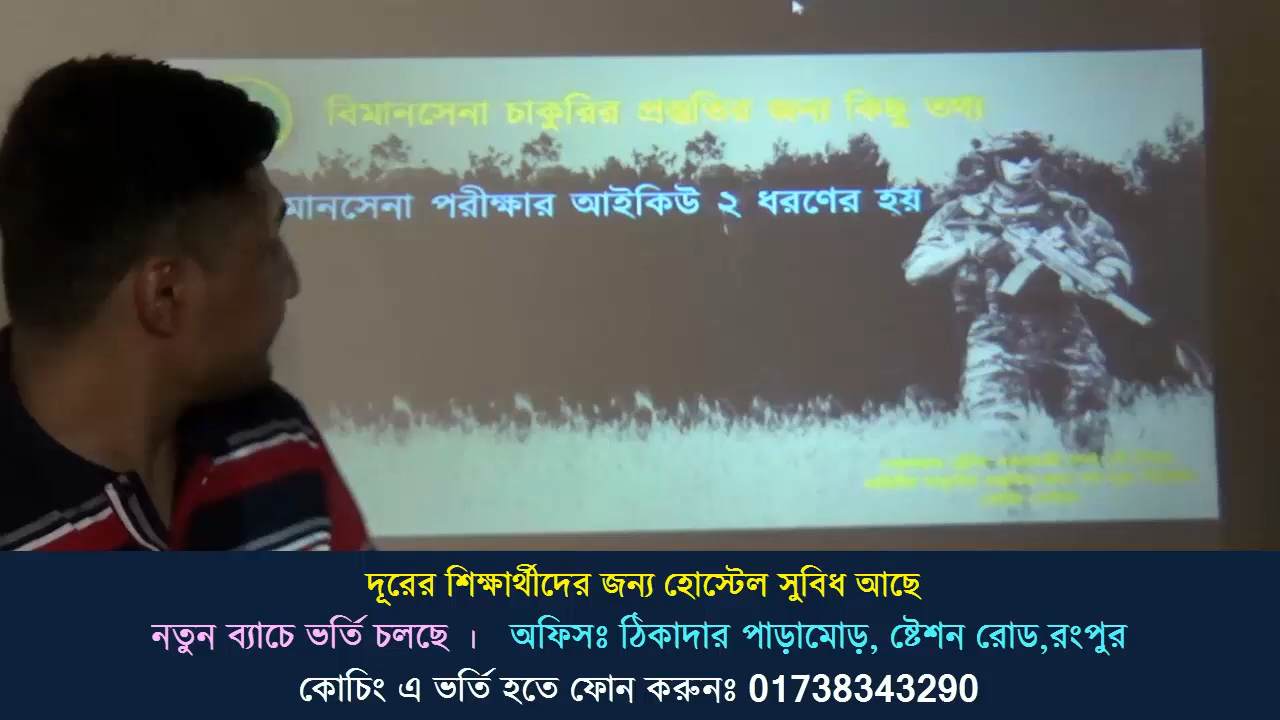 বিমানসেনা চাকুরির প্রস্তুতির জন্য কিছু তথ্য
মানসেনা পরীক্ষার আইকিউ ২ ধরণের হয়
দূরের শিক্ষার্থীদের জন্য হোস্টেল সুবিধ আছে
নতুন ব্যাচে ভর্তি চলছে । অফিসঃ ঠিকাদার পাড়ামোড়, ষ্টেশন রোড,রংপুর
কোচিং এ ভর্তি হতে ফোন করুনঃ 01738343290